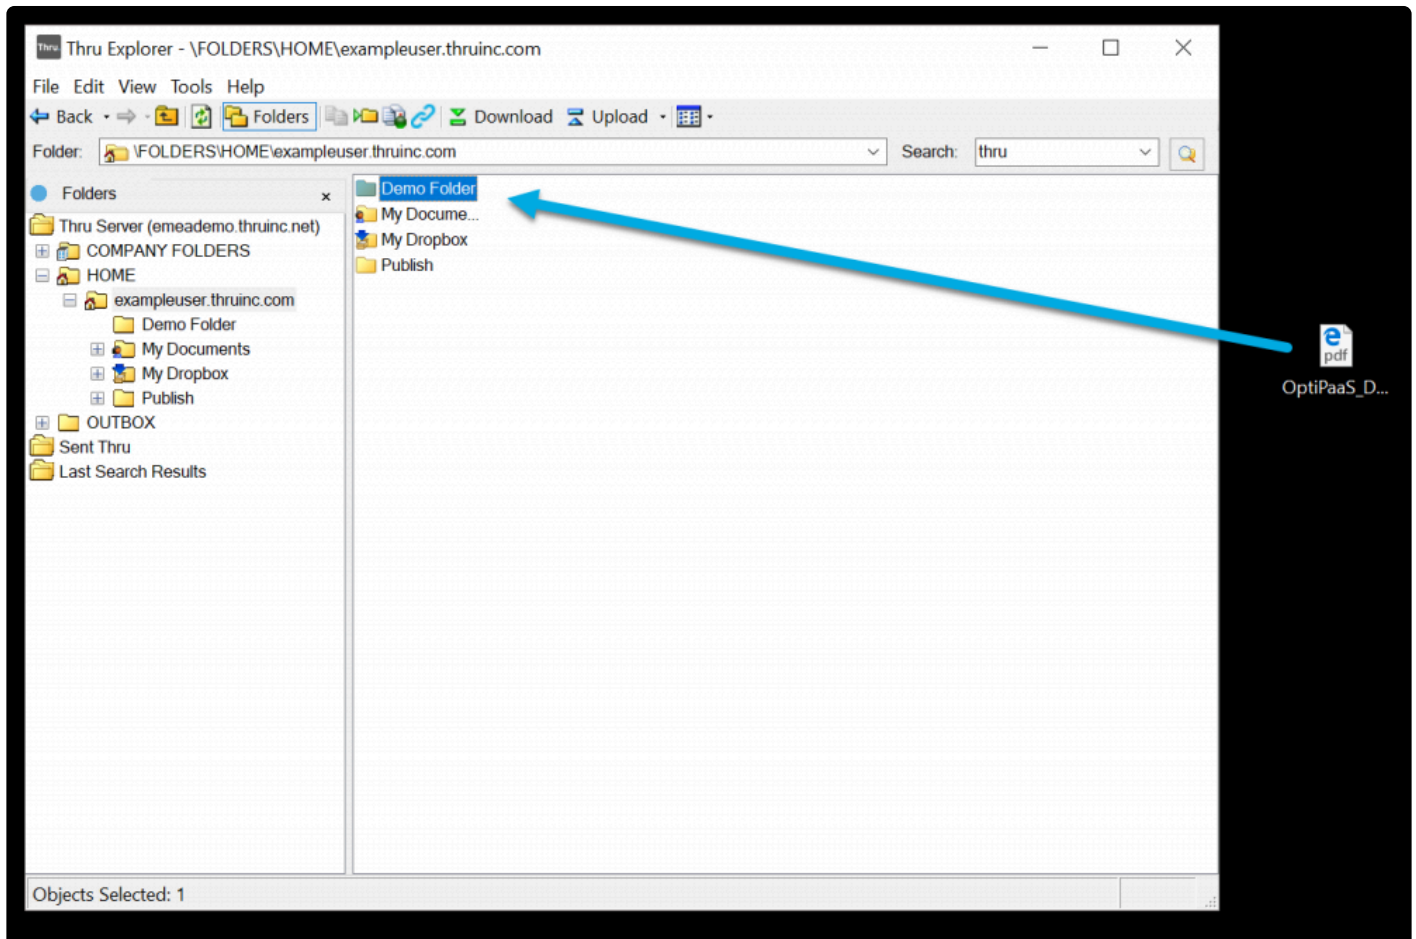 Thru Thru Explorer - \FOLDERS\HOME\exampleuser.thruinc.com
File Edit View Tools Help
Back Folders Download Upload
Folder: \FOLDERS\HOME\exampleuser.thruinc.com Search: thru
Folders x
Thru Server (emeademo.thruinc.net)
COMPANY FOLDERS
HOME
exampleuser.thruinc.com
Demo Folder
My Documents
My Dropbox
Publish
OUTBOX
Sent Thru
Last Search Results
Demo Folder
My Docume...
My Dropbox
Publish
pdf
OptiPaaS_D...
Objects Selected: 1